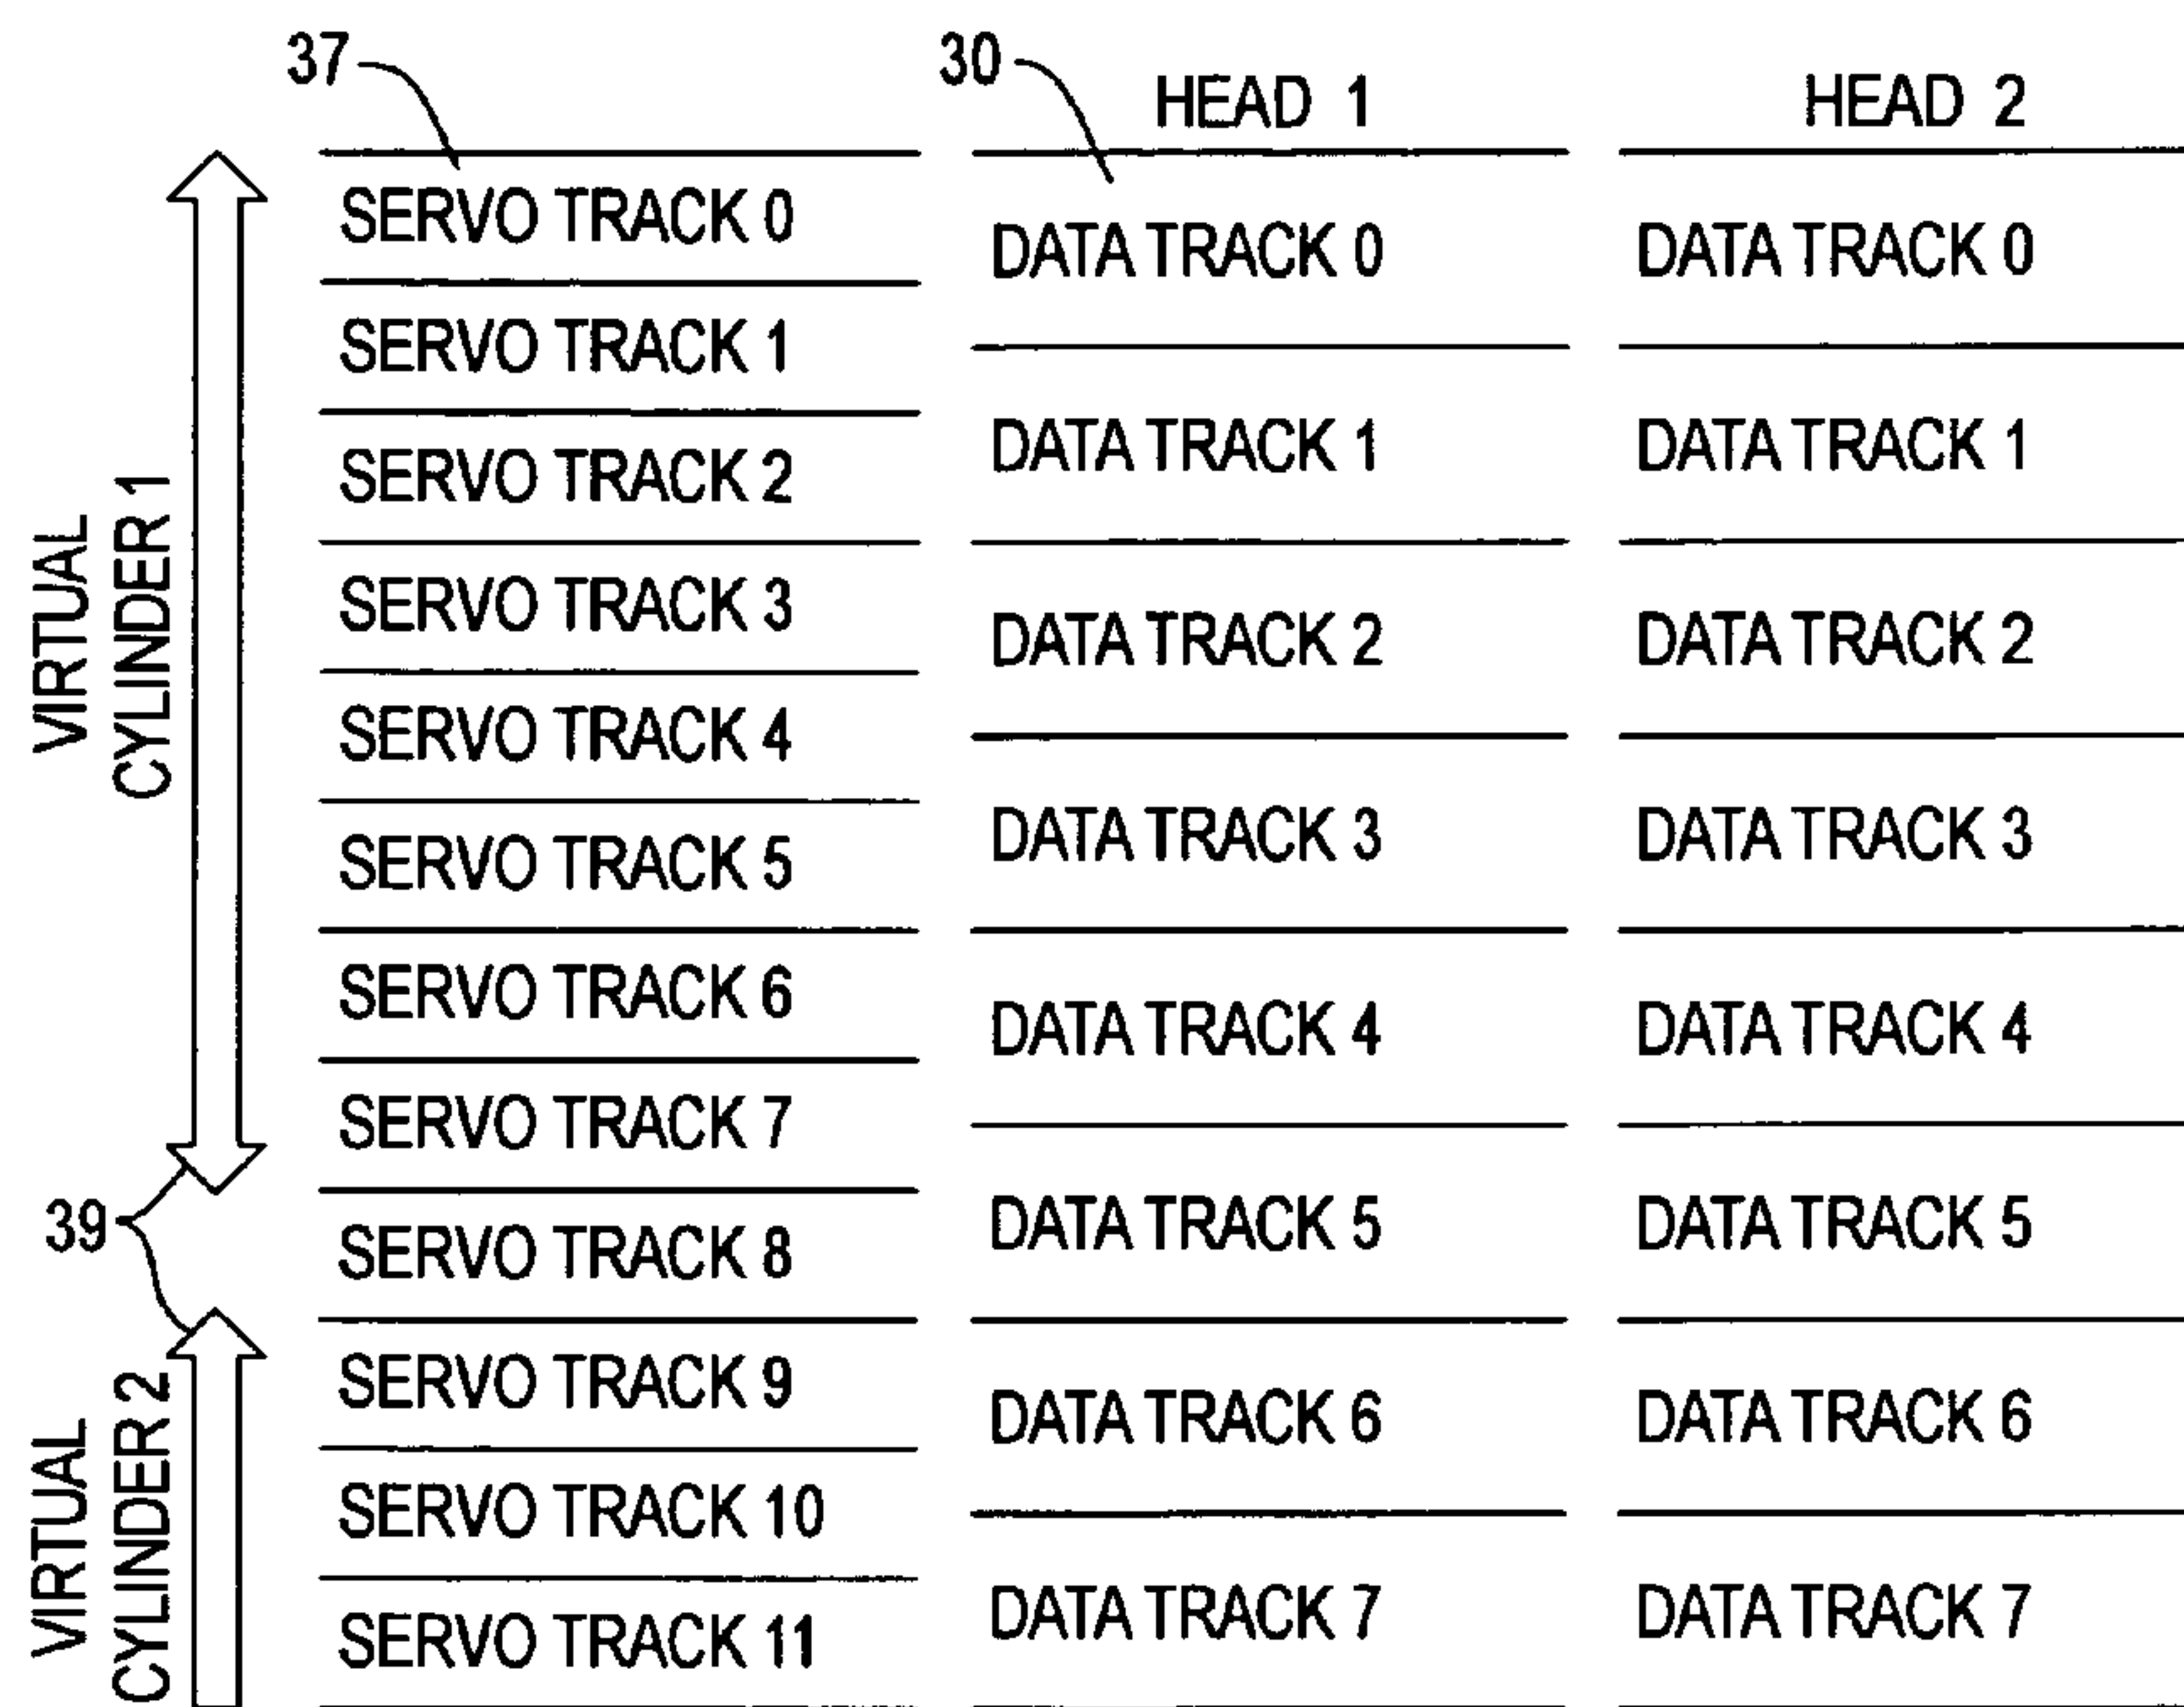 37
30
HEAD 1
HEAD 2
VIRTUAL
CYLINDER 1
39
VIRTUAL
CYLINDER 2
SERVO TRACK 0
SERVO TRACK 1
SERVO TRACK 2
SERVO TRACK 3
SERVO TRACK 4
SERVO TRACK 5
SERVO TRACK 6
SERVO TRACK 7
SERVO TRACK 8
SERVO TRACK 9
SERVO TRACK 10
SERVO TRACK 11
DATA TRACK 0
DATA TRACK 1
DATA TRACK 2
DATA TRACK 3
DATA TRACK 4
DATA TRACK 5
DATA TRACK 6
DATA TRACK 7
DATA TRACK 0
DATA TRACK 1
DATA TRACK 2
DATA TRACK 3
DATA TRACK 4
DATA TRACK 5
DATA TRACK 6
DATA TRACK 7